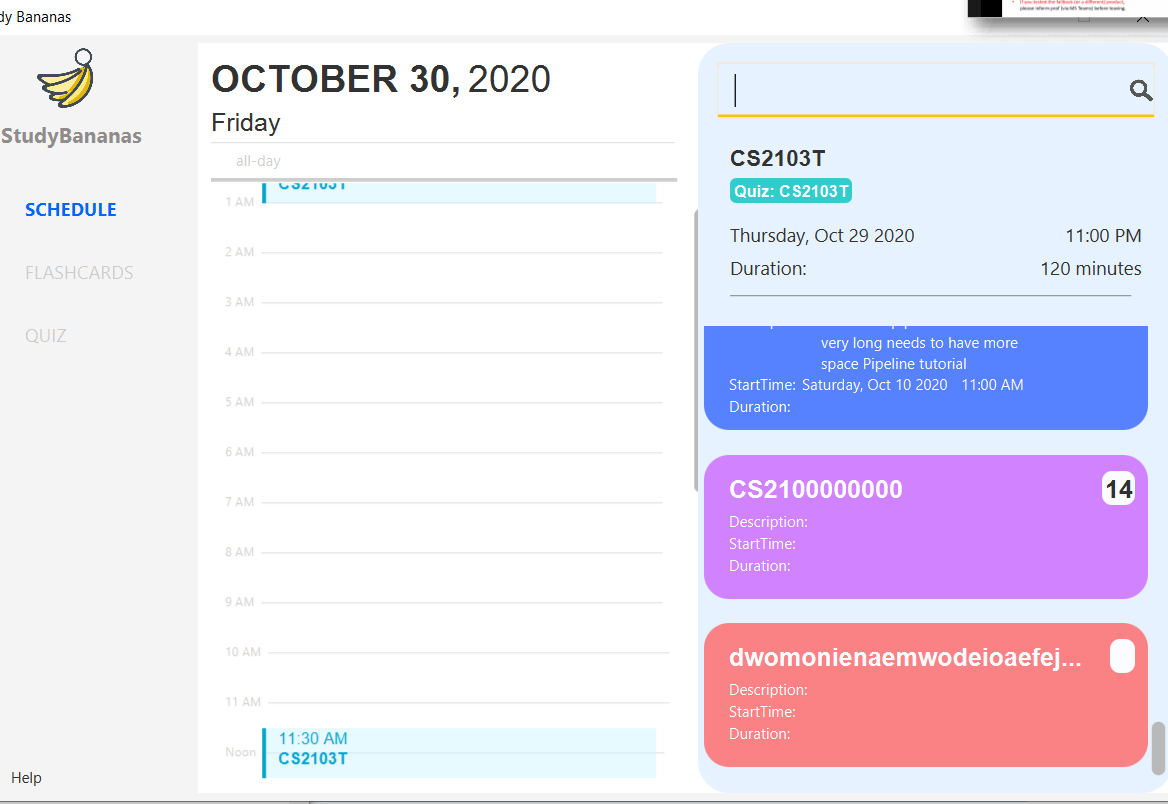 dy Bananas
If you tested the fallback (or a different) product,
please inform prof (via MS Teams) before leaving.
StudyBananas
SCHEDULE
FLASHCARDS
QUIZ
Help
OCTOBER 30, 2020
Friday
all-day
CS2103T
1 AM
2 AM
3 AM
4 AM
5 AM
6 AM
7 AM
8 AM
9 AM
10 AM
11 AM
11:30 AM
Noon
CS2103T
CS2103T
Quiz: CS2103T
Thursday, Oct 29 2020 11:00 PM
Duration: 120 minutes
very long needs to have more
space Pipeline tutorial
StartTime: Saturday, Oct 10 2020 11:00 AM
Duration:
CS2100000000 14
Description:
StartTime:
Duration:
dwomonienaemwodeioaefej...
Description:
StartTime:
Duration: